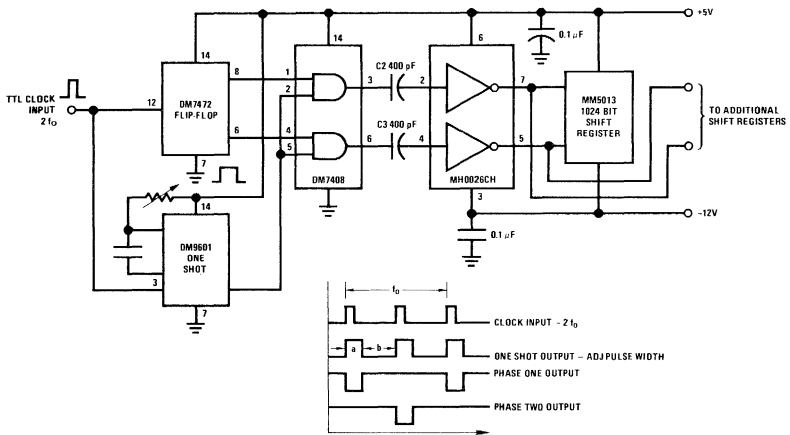 +5V
0.1 μF
14
14
6
C2 400 pF
TTL CLOCK
INPUT
2 f₀
12
DM7472
FLIP-FLOP
8
6
7
1
2
3
4
5
6
2
4
7
5
MM5013
1024 BIT
SHIFT
REGISTER
TO ADDITIONAL
SHIFT REGISTERS
C3 400 pF
DM7408
MH0026CH
3
-12V
0.1 μF
14
DM9601
ONE
SHOT
3
7
f₀
CLOCK INPUT - 2 f₀
a
b
ONE SHOT OUTPUT - ADJ PULSE WIDTH
PHASE ONE OUTPUT
PHASE TWO OUTPUT